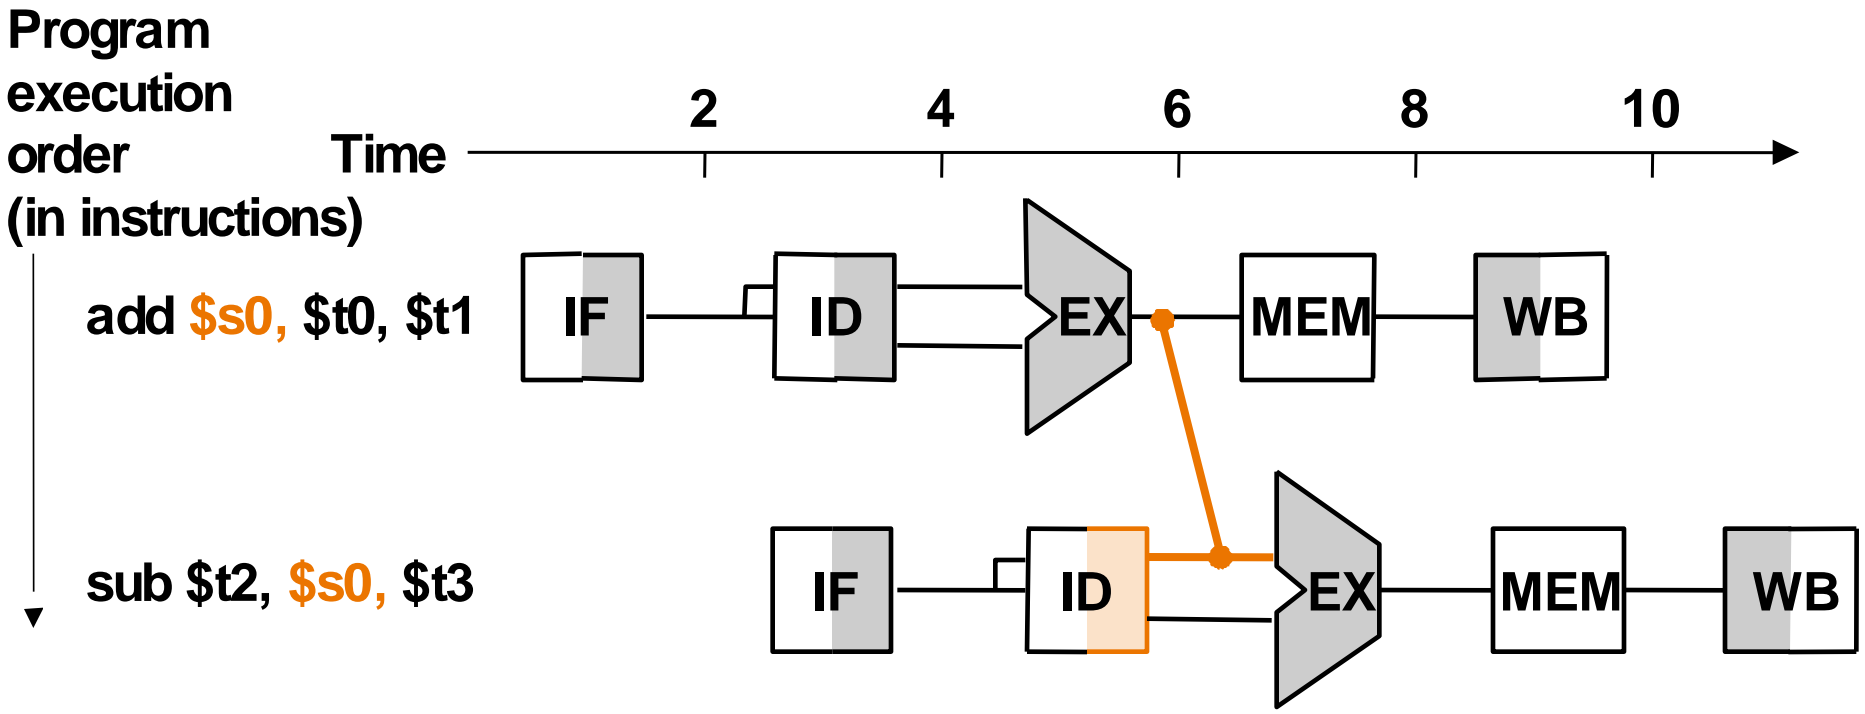 Program
execution
order Time
(in instructions)
2 4 6 8 10
add $s0, $t0, $t1
IF ID EX MEM WB
sub $t2, $s0, $t3
IF ID EX MEM WB